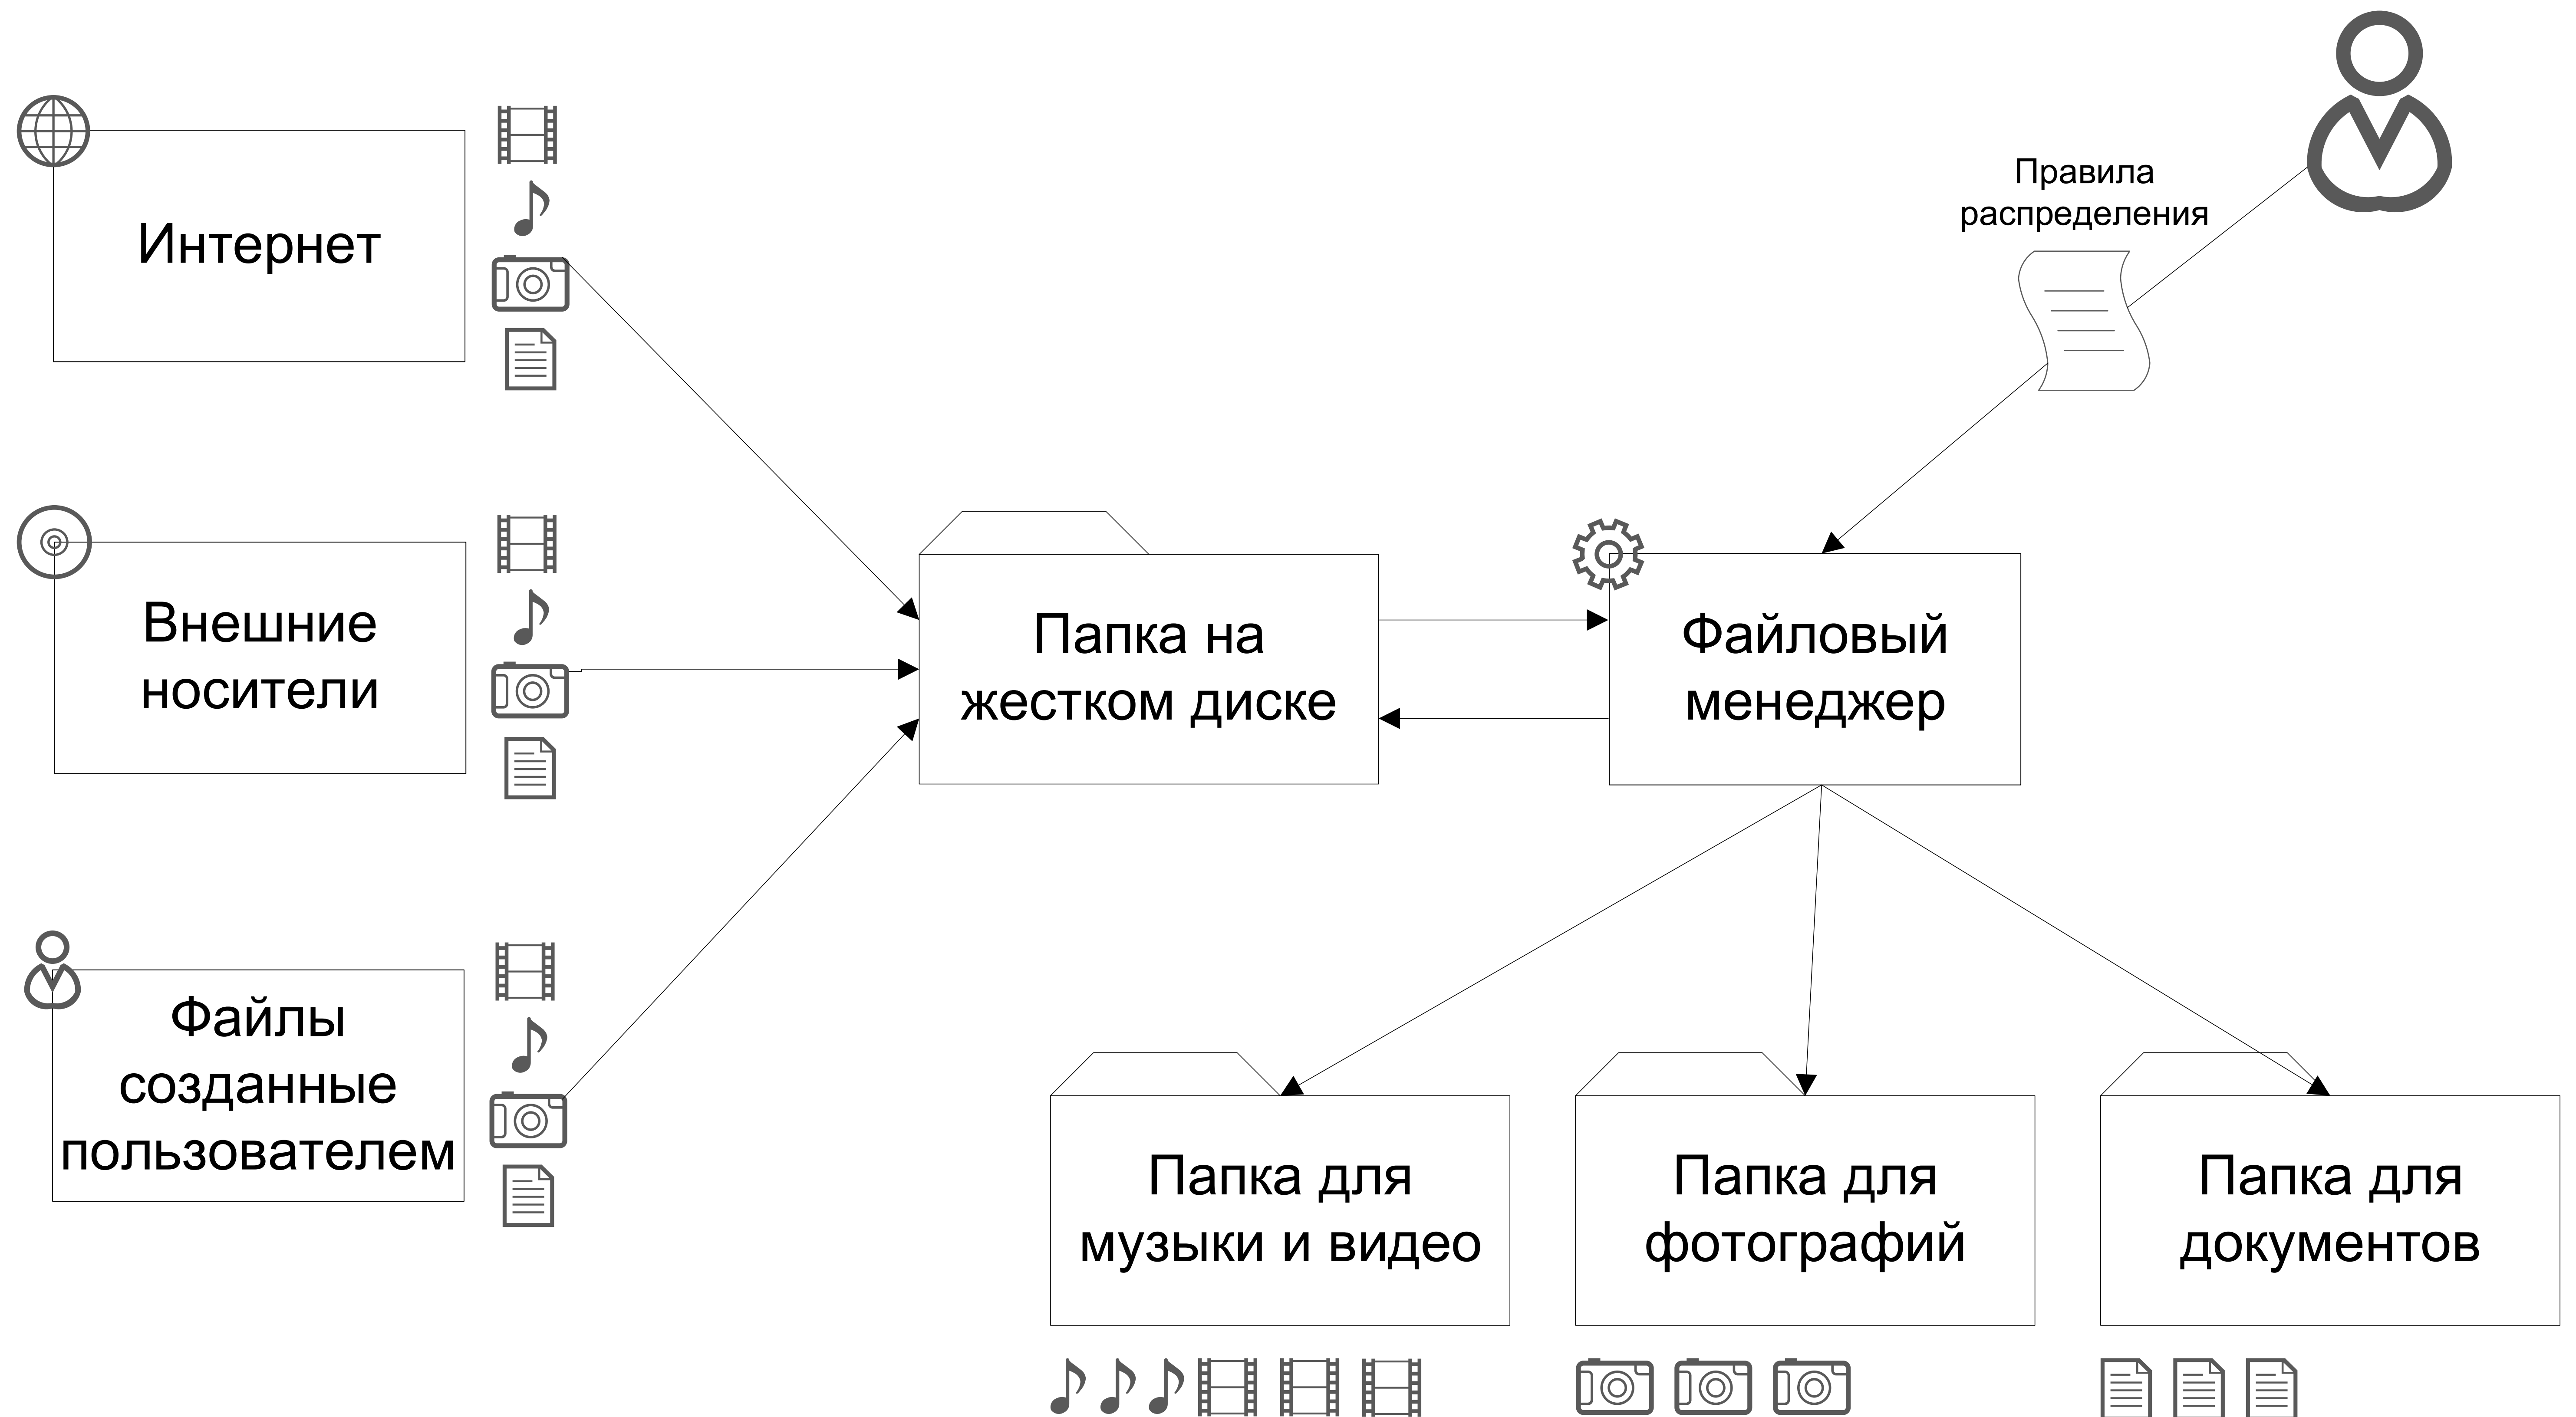 Интернет
Правила
распределения
Внешние
носители
Папка на
жестком диске
Файловый
менеджер
Файлы
созданные
пользователем
Папка для
музыки и видео
Папка для
фотографий
Папка для
документов